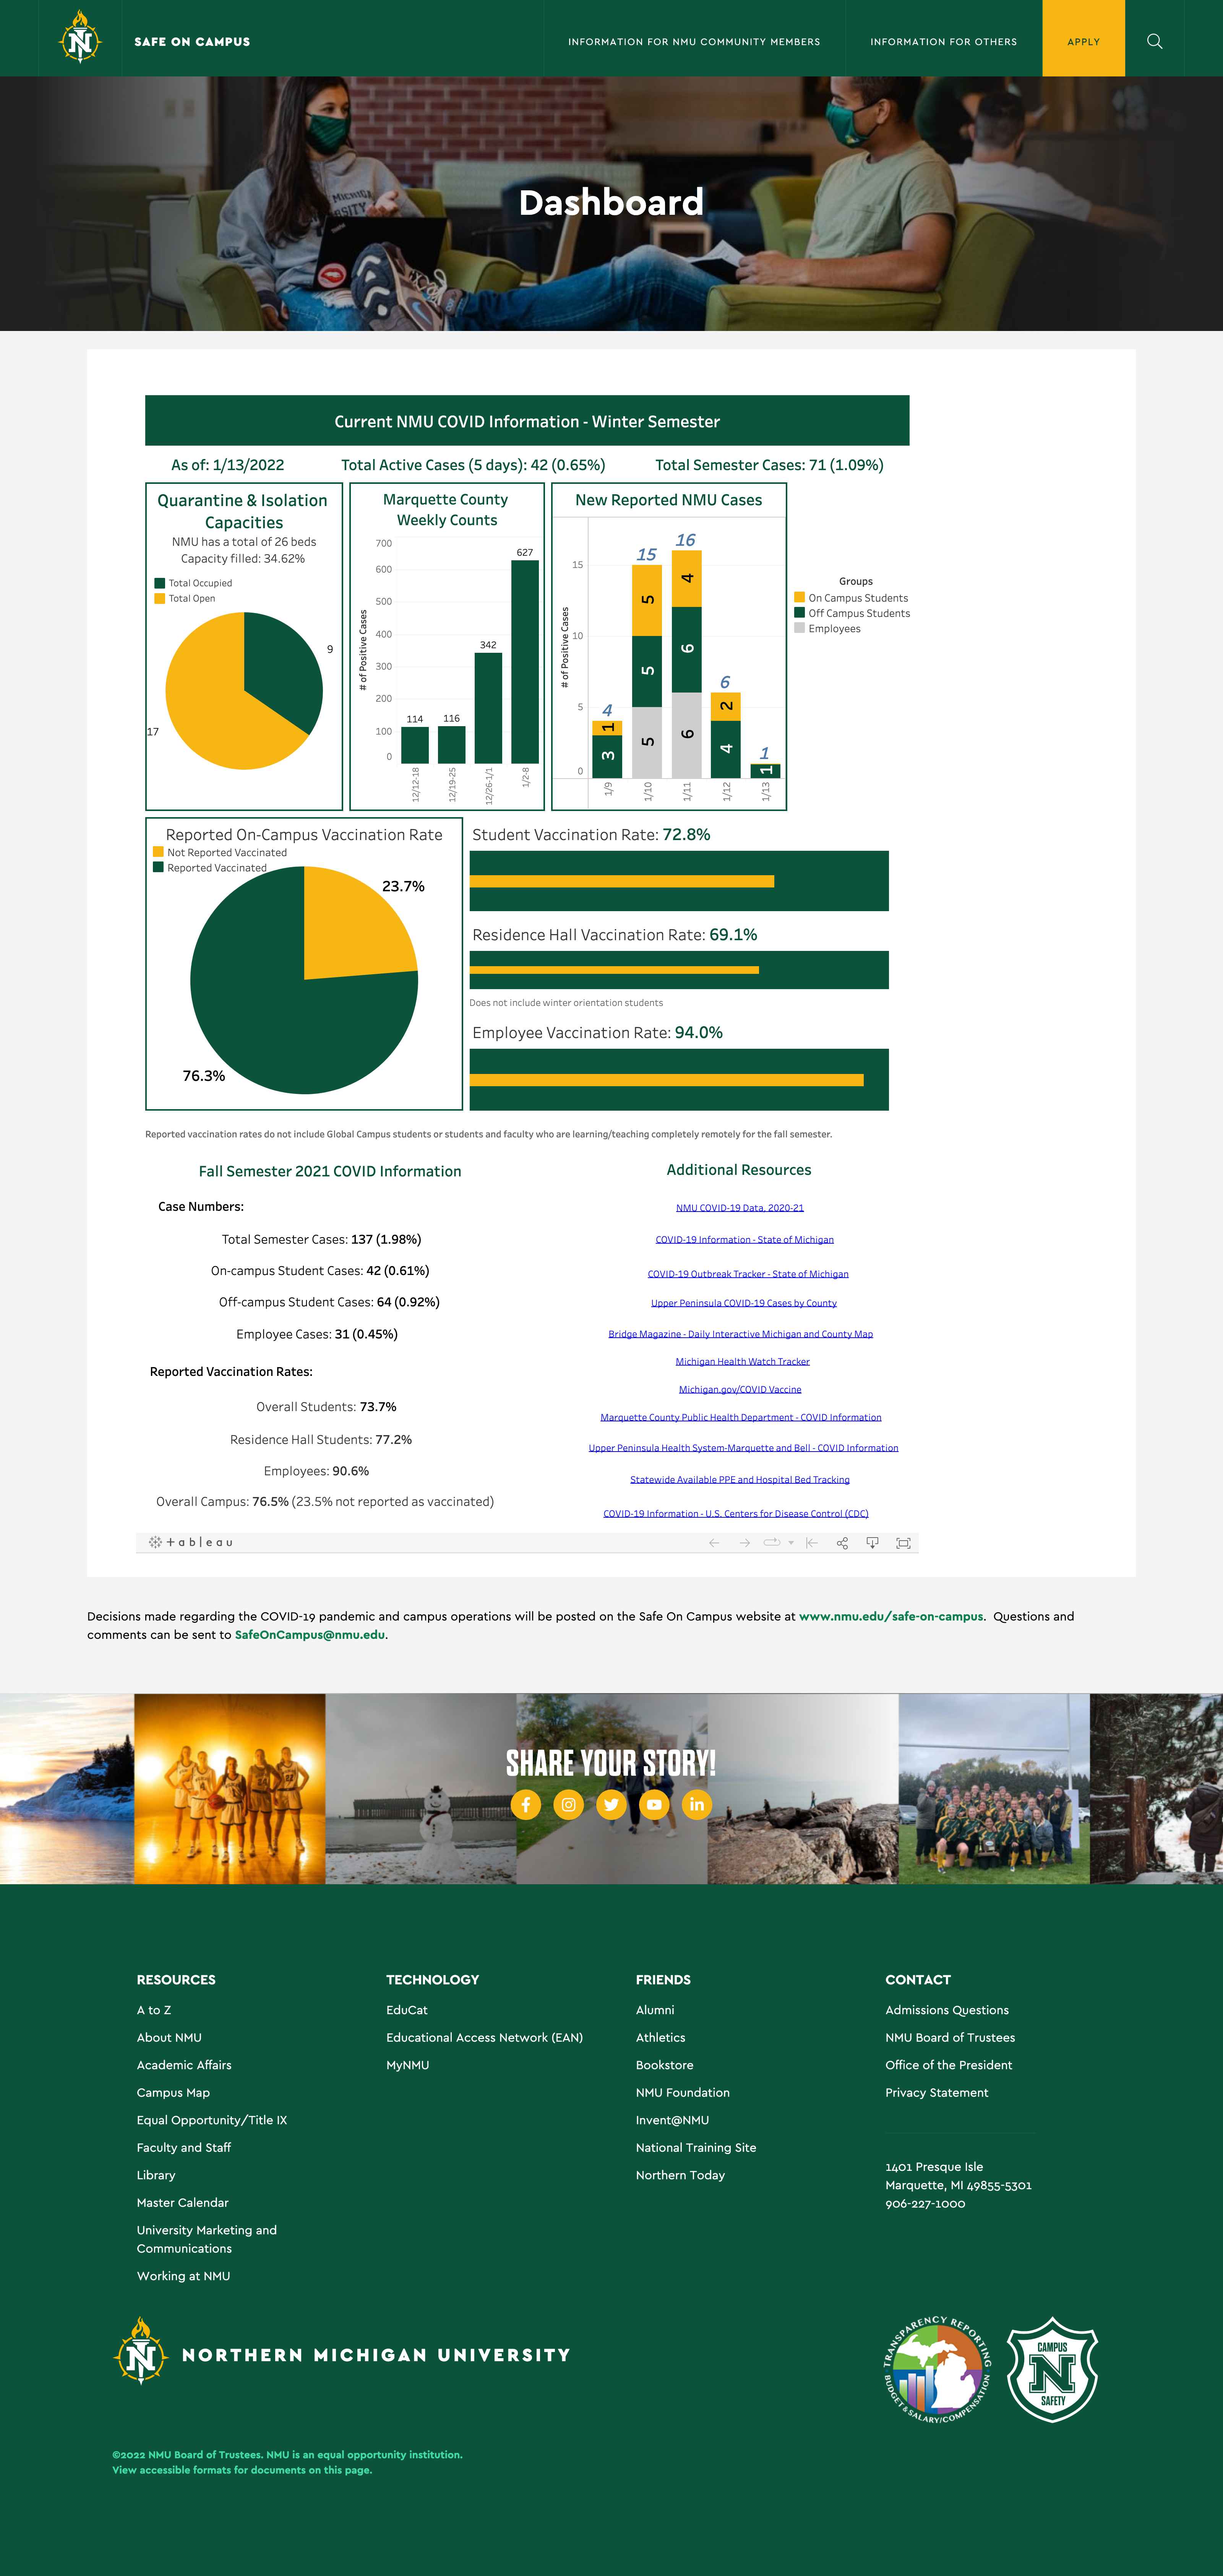 SAFE ON CAMPUS
INFORMATION FOR NMU COMMUNITY MEMBERS
INFORMATION FOR OTHERS
APPLY
Dashboard
Current NMU COVID Information - Winter Semester
As of: 1/13/2022
Total Active Cases (5 days): 42 (0.65%)
Total Semester Cases: 71 (1.09%)
Quarantine & Isolation
Capacities
NMU has a total of 26 beds
Capacity filled: 34.62%
Total Occupied
Total Open
9
17
Marquette County
Weekly Counts
# of Positive Cases
700
600
500
400
300
200
100
0
114
116
342
627
12/12-18
12/19-25
12/26-1/1
1/2-8
New Reported NMU Cases
# of Positive Cases
15
10
5
0
4
1
3
15
5
5
5
16
4
6
6
6
2
4
1
1
1/9
1/10
1/11
1/12
1/13
Groups
On Campus Students
Off Campus Students
Employees
Reported On-Campus Vaccination Rate
Not Reported Vaccinated
Reported Vaccinated
23.7%
76.3%
Student Vaccination Rate: 72.8%
Residence Hall Vaccination Rate: 69.1%
Does not include winter orientation students
Employee Vaccination Rate: 94.0%
Reported vaccination rates do not include Global Campus students or students and faculty who are learning/teaching completely remotely for the fall semester.
Fall Semester 2021 COVID Information
Case Numbers:
Total Semester Cases: 137 (1.98%)
On-campus Student Cases: 42 (0.61%)
Off-campus Student Cases: 64 (0.92%)
Employee Cases: 31 (0.45%)
Reported Vaccination Rates:
Overall Students: 73.7%
Residence Hall Students: 77.2%
Employees: 90.6%
Overall Campus: 76.5% (23.5% not reported as vaccinated)
Additional Resources
NMU COVID-19 Data, 2020-21
COVID-19 Information - State of Michigan
COVID-19 Outbreak Tracker - State of Michigan
Upper Peninsula COVID-19 Cases by County
Bridge Magazine - Daily Interactive Michigan and County Map
Michigan Health Watch Tracker
Michigan.gov/COVID Vaccine
Marquette County Public Health Department - COVID Information
Upper Peninsula Health System-Marquette and Bell - COVID Information
Statewide Available PPE and Hospital Bed Tracking
COVID-19 Information - U.S. Centers for Disease Control (CDC)
+ableau
Decisions made regarding the COVID-19 pandemic and campus operations will be posted on the Safe On Campus website at www.nmu.edu/safe-on-campus. Questions and
comments can be sent to SafeOnCampus@nmu.edu.
SHARE YOUR STORY!
RESOURCES
A to Z
About NMU
Academic Affairs
Campus Map
Equal Opportunity/Title IX
Faculty and Staff
Library
Master Calendar
University Marketing and
Communications
Working at NMU
TECHNOLOGY
EduCat
Educational Access Network (EAN)
MyNMU
FRIENDS
Alumni
Athletics
Bookstore
NMU Foundation
Invent@NMU
National Training Site
Northern Today
CONTACT
Admissions Questions
NMU Board of Trustees
Office of the President
Privacy Statement
1401 Presque Isle
Marquette, MI 49855-5301
906-227-1000
N
NORTHERN MICHIGAN UNIVERSITY
TRANSPARENCY REPORTING
BUDGET & SALARY/COMPENSATION
CAMPUS
N
SAFETY
©2022 NMU Board of Trustees. NMU is an equal opportunity institution.
View accessible formats for documents on this page.